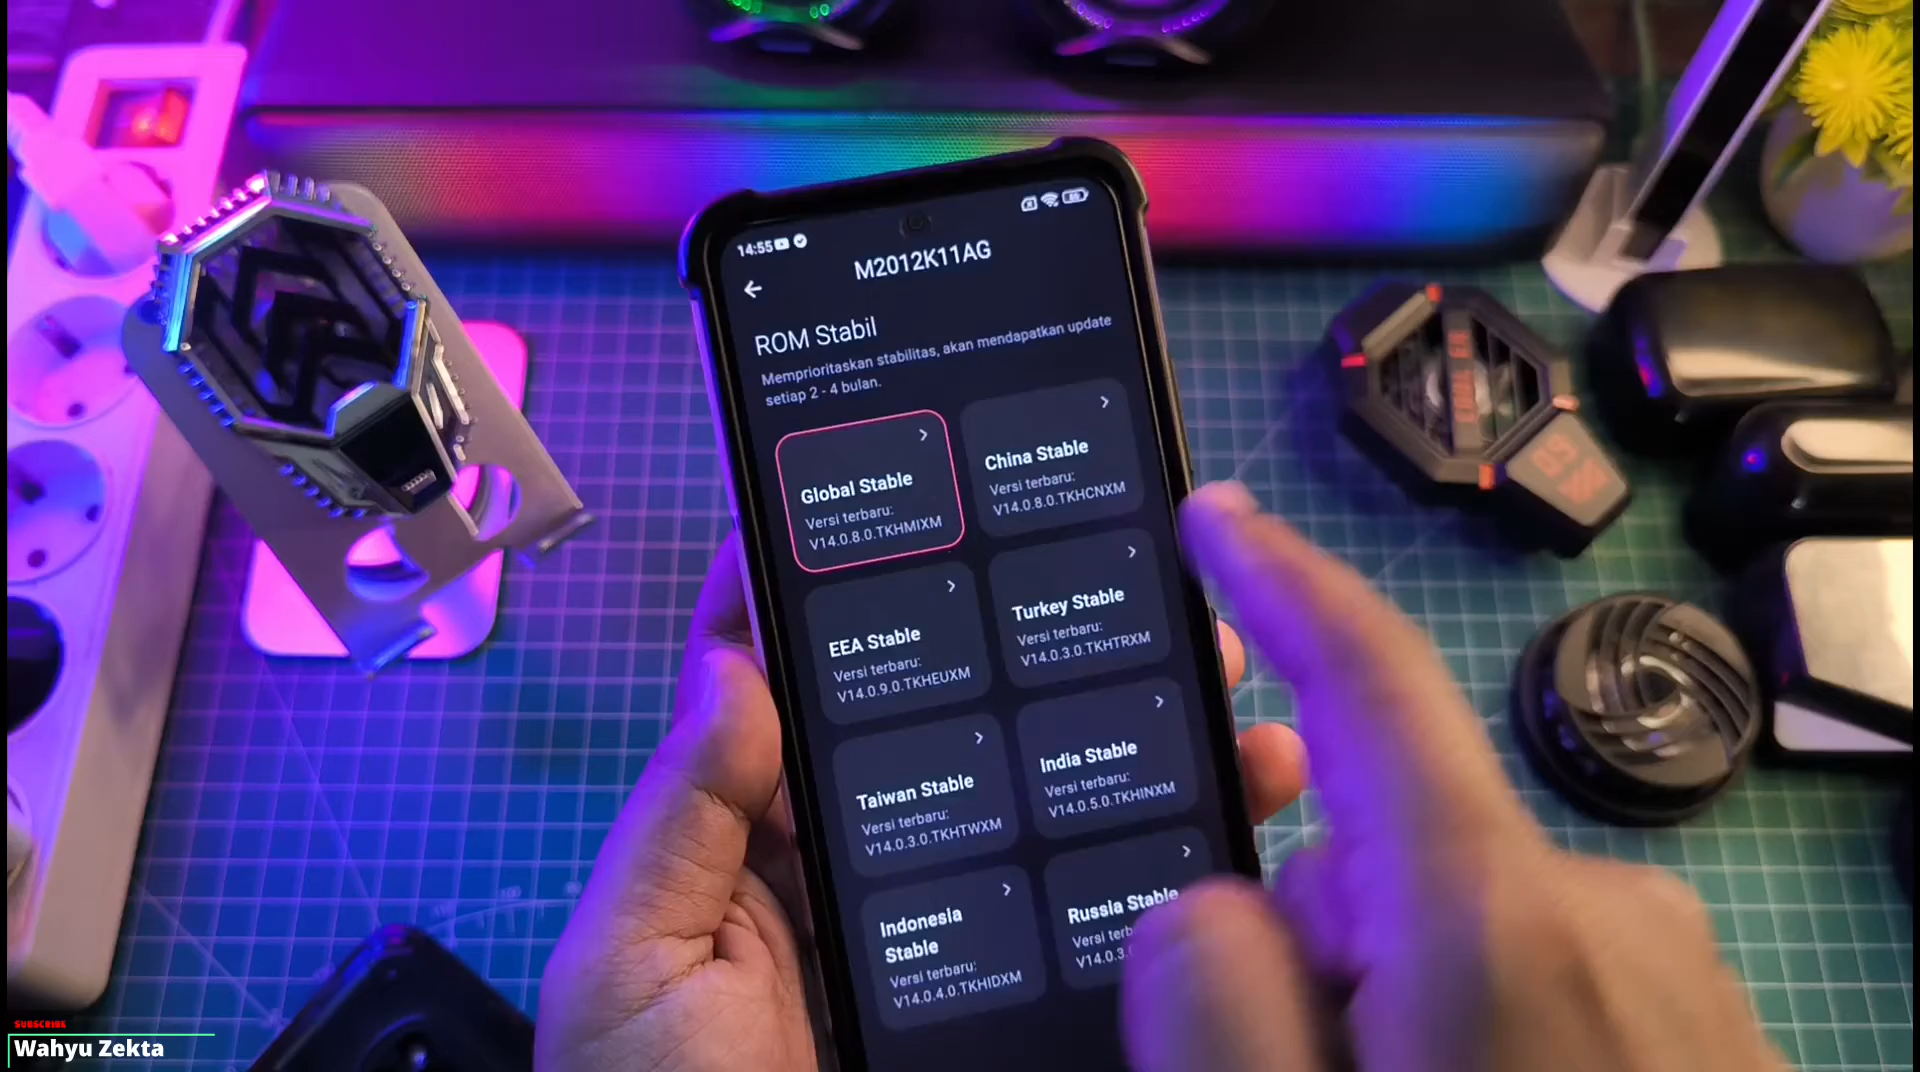 14:55
M2012K11AG
ROM Stabil
Memprioritaskan stabilitas, akan mendapatkan update
setiap 2 - 4 bulan.
Global Stable
Versi terbaru:
V14.0.8.0.TKHMIXM
China Stable
Versi terbaru:
V14.0.8.0.TKHCNXM
EEA Stable
Versi terbaru:
V14.0.9.0.TKHEUXM
Turkey Stable
Versi terbaru:
V14.0.3.0.TKHTRXM
Taiwan Stable
Versi terbaru:
V14.0.3.0.TKHTWXM
India Stable
Versi terbaru:
V14.0.5.0.TKHINXM
Indonesia
Stable
Versi terbaru:
V14.0.4.0.TKHIDXM
Russia Stable
Versi
V14.0.3.
SUBSCRIBE
Wahyu Zekta